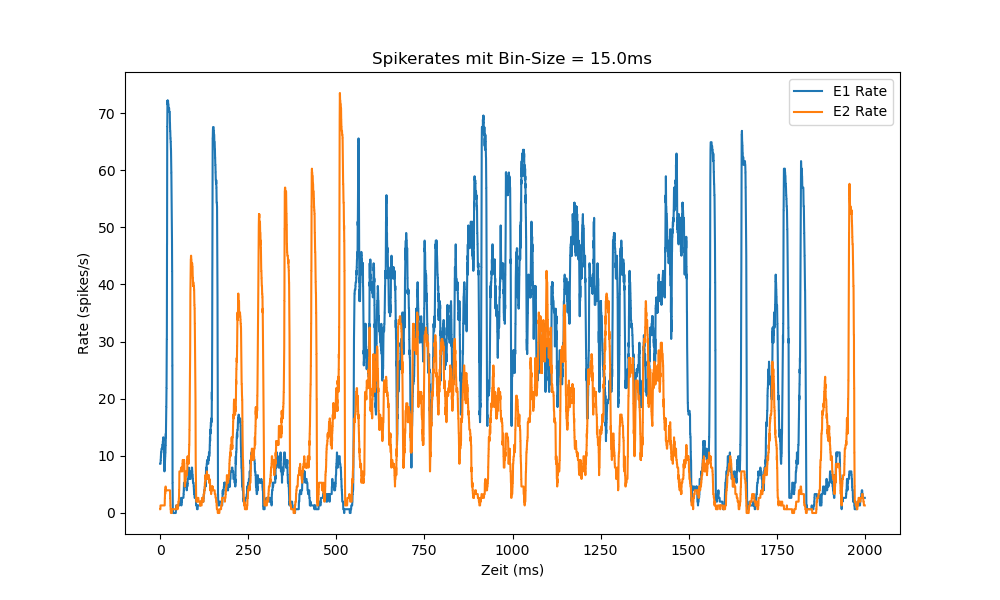 Spikerates mit Bin-Size = 15.0ms
E1 Rate
E2 Rate
70
60
50
40
30
20
10
0
Rate (spikes/s)
0 250 500 750 1000 1250 1500 1750 2000
Zeit (ms)